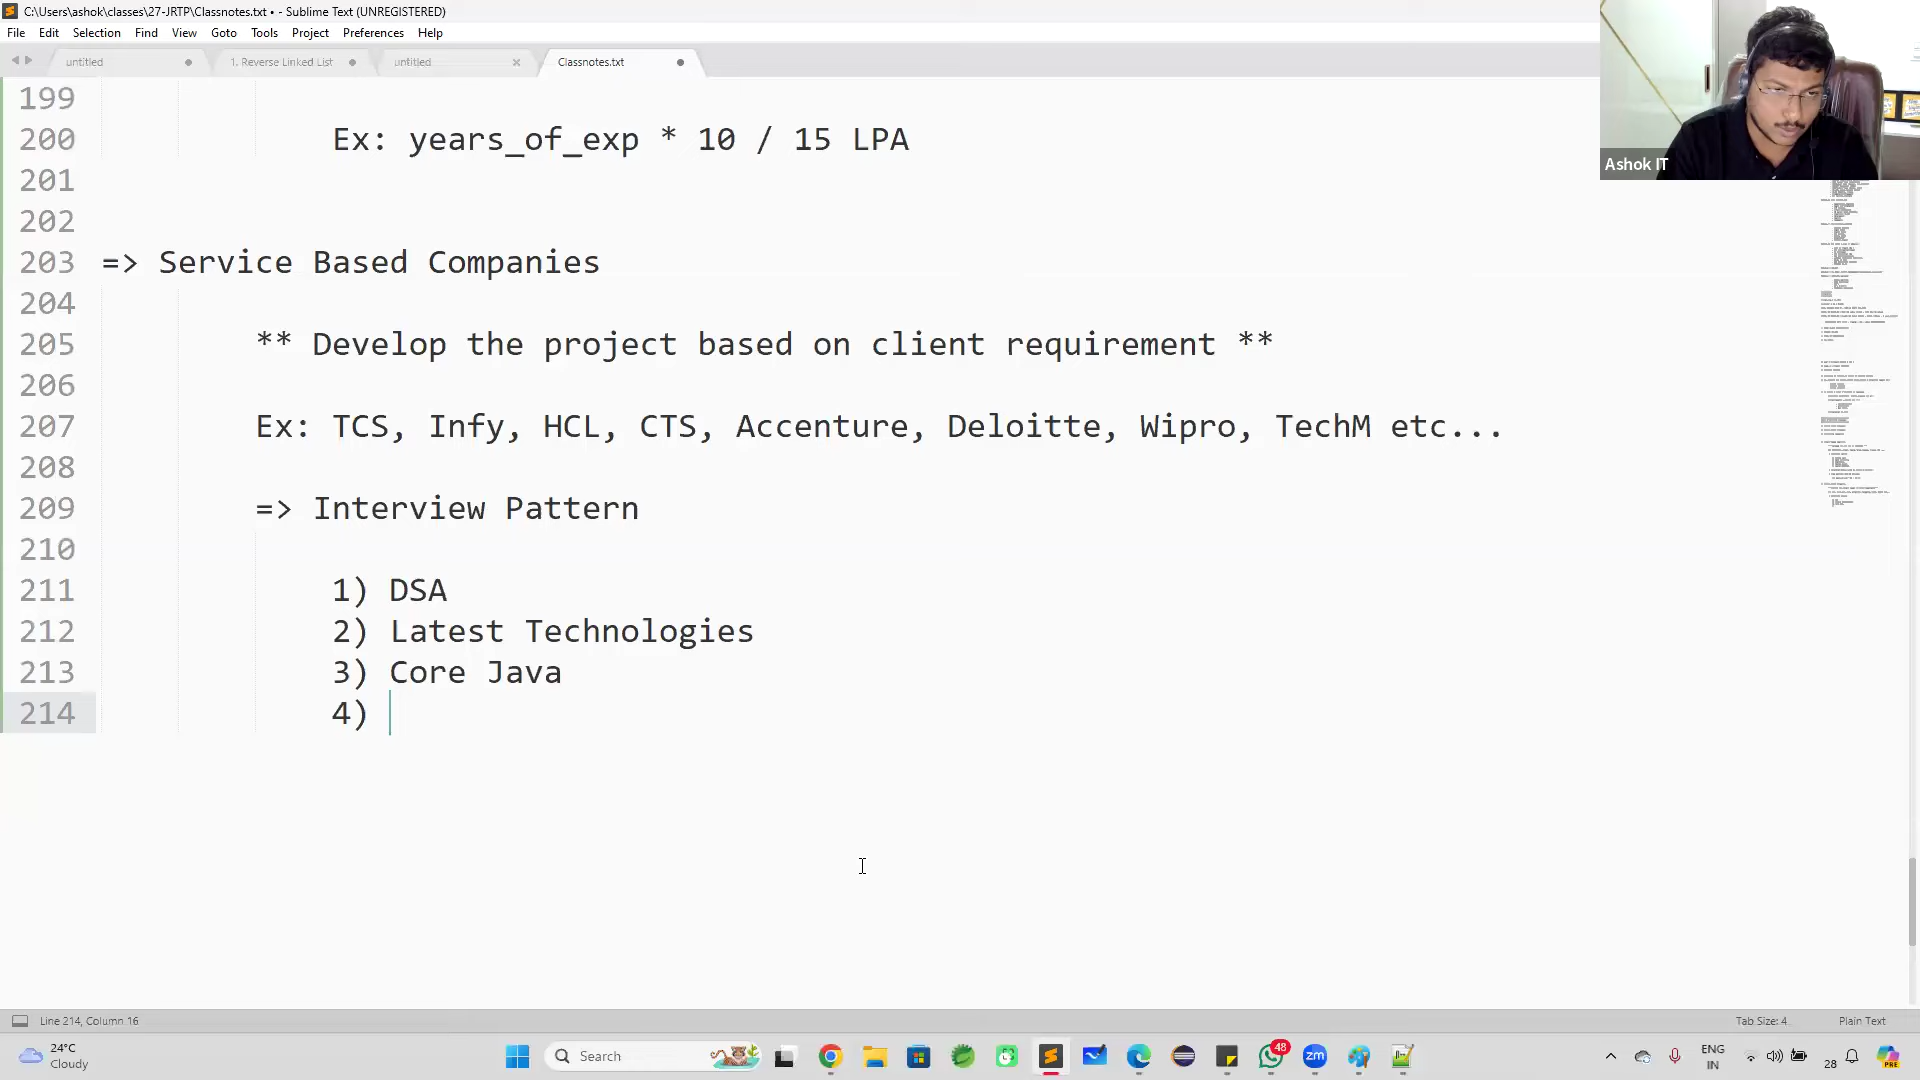 C:\Users\ashok\classes\27-JRTP\Classnotes.txt • - Sublime Text (UNREGISTERED)
File Edit Selection Find View Goto Tools Project Preferences Help
untitled 1. Reverse Linked List untitled Classnotes.txt
199
200 Ex: years_of_exp * 10 / 15 LPA
201
202
203 => Service Based Companies
204
205 ** Develop the project based on client requirement **
206
207 Ex: TCS, Infy, HCL, CTS, Accenture, Deloitte, Wipro, TechM etc...
208
209 => Interview Pattern
210
211 1) DSA
212 2) Latest Technologies
213 3) Core Java
214 4)
Ashok IT
Line 214, Column 16 Tab Size: 4 Plain Text
24°C
Cloudy
Search
48
zm
ENG
IN
28
PRE